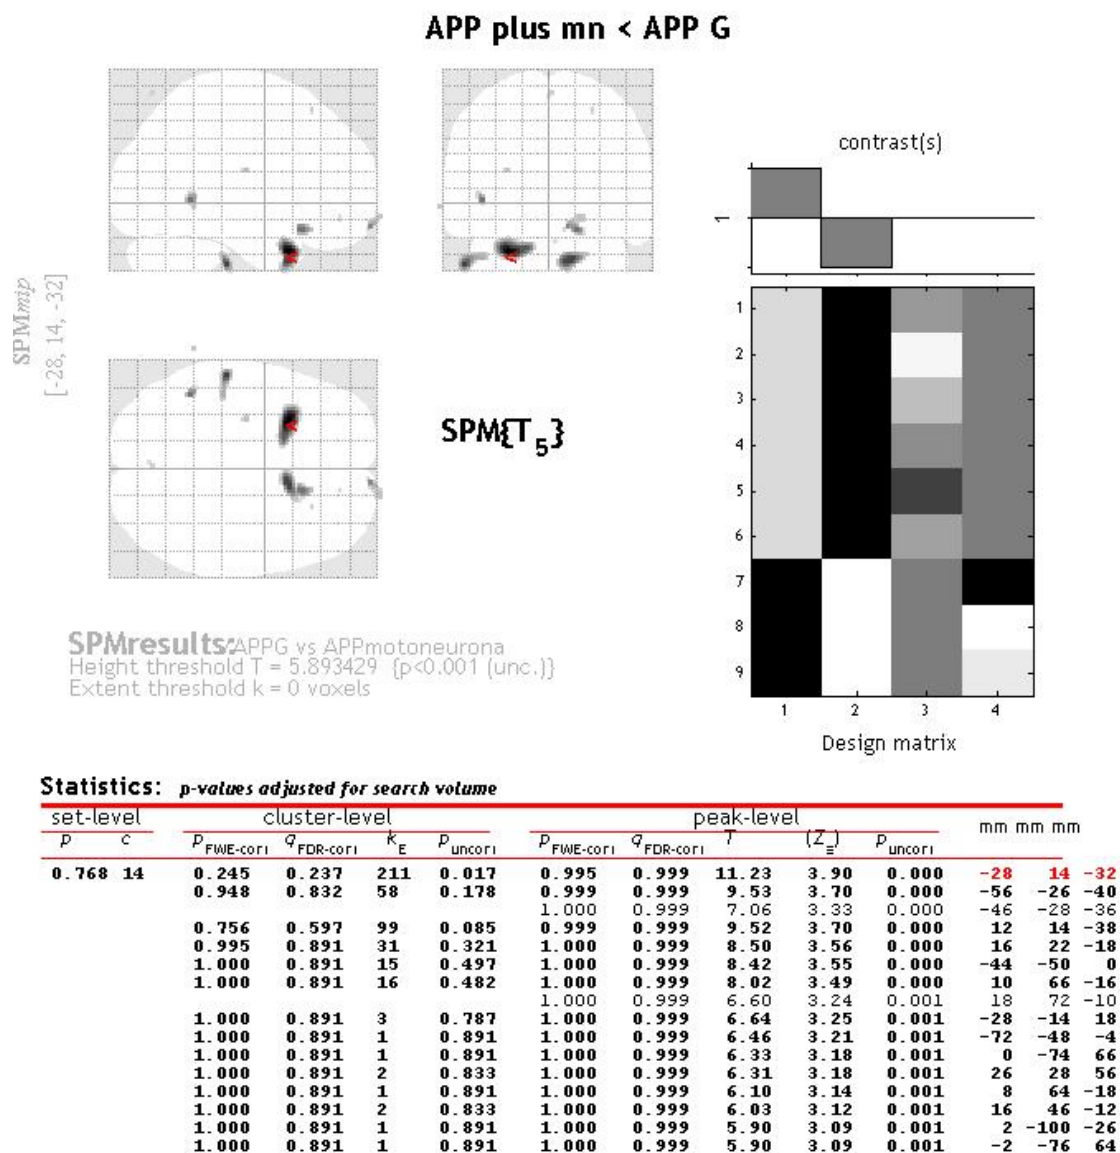 APP plus mn < APP G
SPMmip
[-28, 14, -32]
SPM{T5}
contrast(s)
1
1
2
3
4
5
6
7
8
9
1 2 3 4
Design matrix
SPMresults: APPG vs APPmotoneurona
Height threshold T = 5.893429 {p<0.001 (unc.)}
Extent threshold k = 0 voxels
Statistics: p-values adjusted for search volume
set-level cluster-level peak-level mm mm mm
p c pFWE-corr qFDR-corr kE puncorr pFWE-corr qFDR-corr T (Z≡) puncorr
0.768 14 0.245 0.237 211 0.017 0.995 0.999 11.23 3.90 0.000 -28 14 -32
0.948 0.832 58 0.178 0.999 0.999 9.53 3.70 0.000 -56 -26 -40
1.000 0.999 7.06 3.33 0.000 -46 -28 -36
0.756 0.597 99 0.085 0.999 0.999 9.52 3.70 0.000 12 14 -38
0.995 0.891 31 0.321 1.000 0.999 8.50 3.56 0.000 16 22 -18
1.000 0.891 15 0.497 1.000 0.999 8.42 3.55 0.000 -44 -50 0
1.000 0.891 16 0.482 1.000 0.999 8.02 3.49 0.000 10 66 -16
1.000 0.999 6.60 3.24 0.001 18 72 -10
1.000 0.891 3 0.787 1.000 0.999 6.64 3.25 0.001 -28 -14 18
1.000 0.891 1 0.891 1.000 0.999 6.46 3.21 0.001 -72 -48 -4
1.000 0.891 1 0.891 1.000 0.999 6.33 3.18 0.001 0 -74 66
1.000 0.891 2 0.833 1.000 0.999 6.31 3.18 0.001 26 28 56
1.000 0.891 1 0.891 1.000 0.999 6.10 3.14 0.001 8 64 -18
1.000 0.891 2 0.833 1.000 0.999 6.03 3.12 0.001 16 46 -12
1.000 0.891 1 0.891 1.000 0.999 5.90 3.09 0.001 2 -100 -26
1.000 0.891 1 0.891 1.000 0.999 5.90 3.09 0.001 -2 -76 64